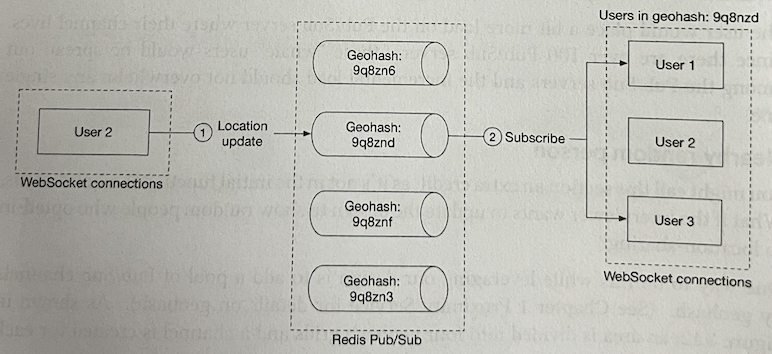 Users in geohash: 9q8nzd
Geohash:
9q8zn6
User 1
User 2
1
Location
update
Geohash:
9q8znd
2
Subscribe
User 2
WebSocket connections
Geohash:
9q8znf
User 3
Geohash:
9q8zn3
WebSocket connections
Redis Pub/Sub